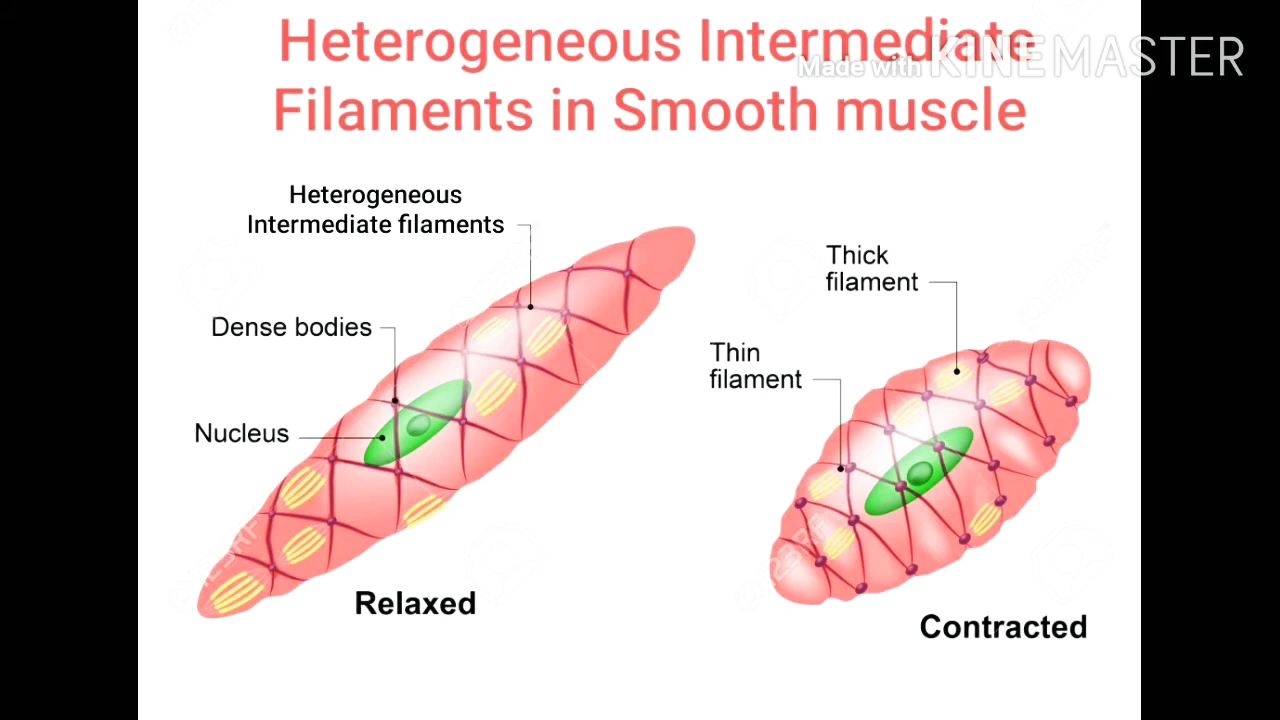 Heterogeneous Intermediate
Made with KINEMASTER
Filaments in Smooth muscle
Heterogeneous
Intermediate filaments
Dense bodies
Nucleus
Relaxed
Thick
filament
Thin
filament
Contracted